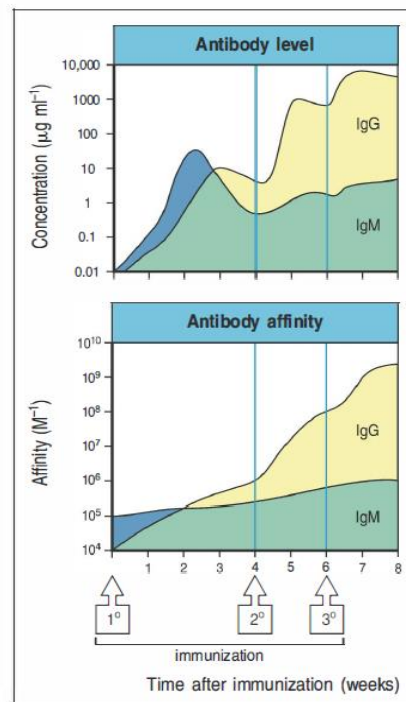 Antibody level
Concentration (µg ml⁻¹)
10,000
1000
100
10
1
0.1
0.01
IgG
IgM
Antibody affinity
Affinity (M⁻¹)
10¹⁰
10⁹
10⁸
10⁷
10⁶
10⁵
10⁴
IgG
IgM
1 2 3 4 5 6 7 8
1° 2° 3°
immunization
Time after immunization (weeks)